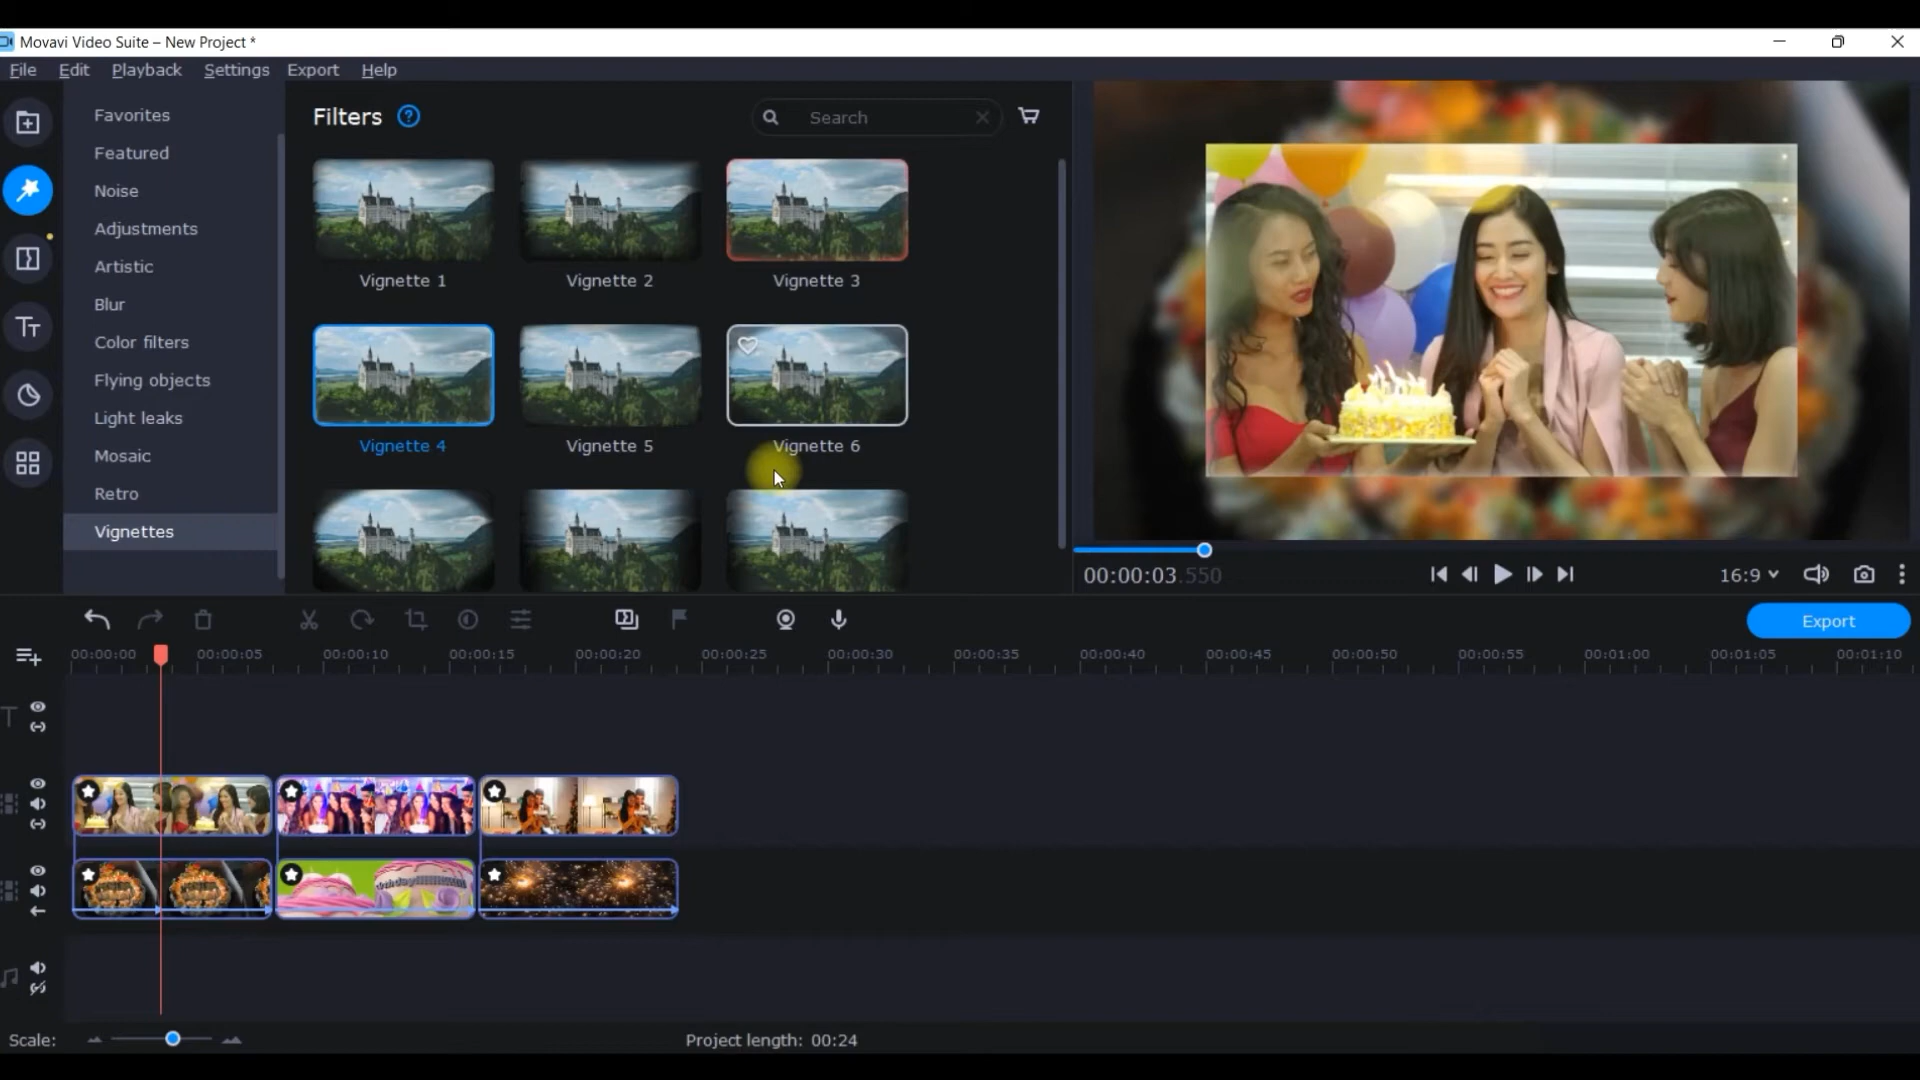 Movavi Video Suite – New Project *
File Edit Playback Settings Export Help
Favorites
Featured
Noise
Adjustments
Artistic
Blur
Color filters
Flying objects
Light leaks
Mosaic
Retro
Vignettes
Filters ?
Search
Vignette 1 Vignette 2 Vignette 3
Vignette 4 Vignette 5 Vignette 6
00:00:03.550
16:9
Export
00:00:00 00:00:05 00:00:10 00:00:15 00:00:20 00:00:25 00:00:30 00:00:35 00:00:40 00:00:45 00:00:50 00:00:55 00:01:00 00:01:05 00:01:10
Scale:
Project length: 00:24